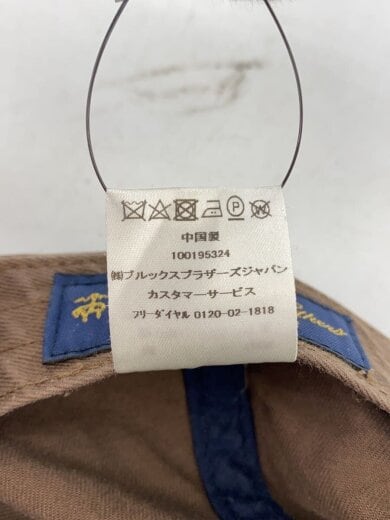 中国製
100195324
㈱ブルックスブラザーズジャパン
カスタマーサービス
フリーダイヤル 0120-02-1818